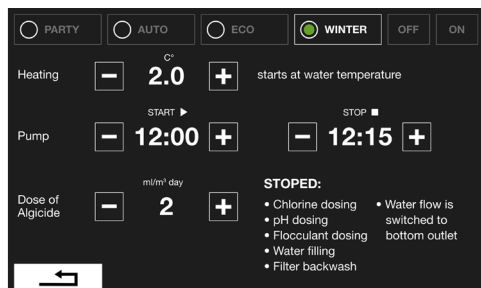 PARTY AUTO ECO WINTER OFF ON
C°
Heating − 2.0 + starts at water temperature
START ▶ STOP ■
Pump − 12:00 + − 12:15 +
ml/m³ day
Dose of
Algicide − 2 +
STOPED:
• Chlorine dosing
• pH dosing
• Flocculant dosing
• Water filling
• Filter backwash
• Water flow is
switched to
bottom outlet